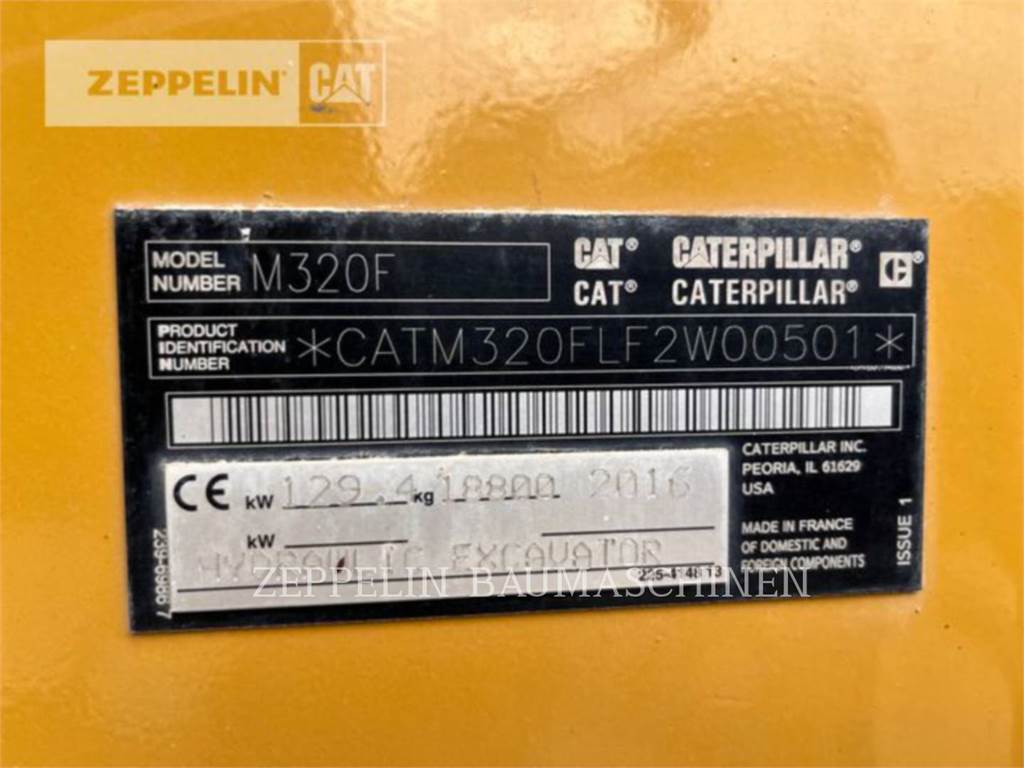 ZEPPELIN CAT
MODEL NUMBER M320F
CAT® CATERPILLAR®
CAT® CATERPILLAR®
PRODUCT IDENTIFICATION NUMBER *CATM320FLF2W00501*
CE kW 129.4 kg 18800 2016
kW
HYDRAULIC EXCAVATOR
CATERPILLAR INC.
PEORIA, IL 61629
USA
MADE IN FRANCE
OF DOMESTIC AND
FOREIGN COMPONENTS
ISSUE 1
ZEPPELIN BAUMASCHINEN